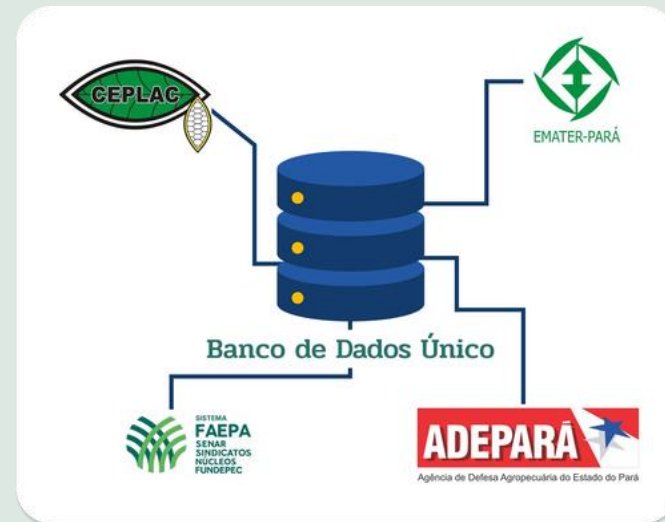 CEPLAC
EMATER-PARÁ
Banco de Dados Único
SISTEMA
FAEPA
SENAR
SINDICATOS
NÚCLEOS
FUNDEPEC
ADEPARÁ
Agência de Defesa Agropecuária do Estado do Pará